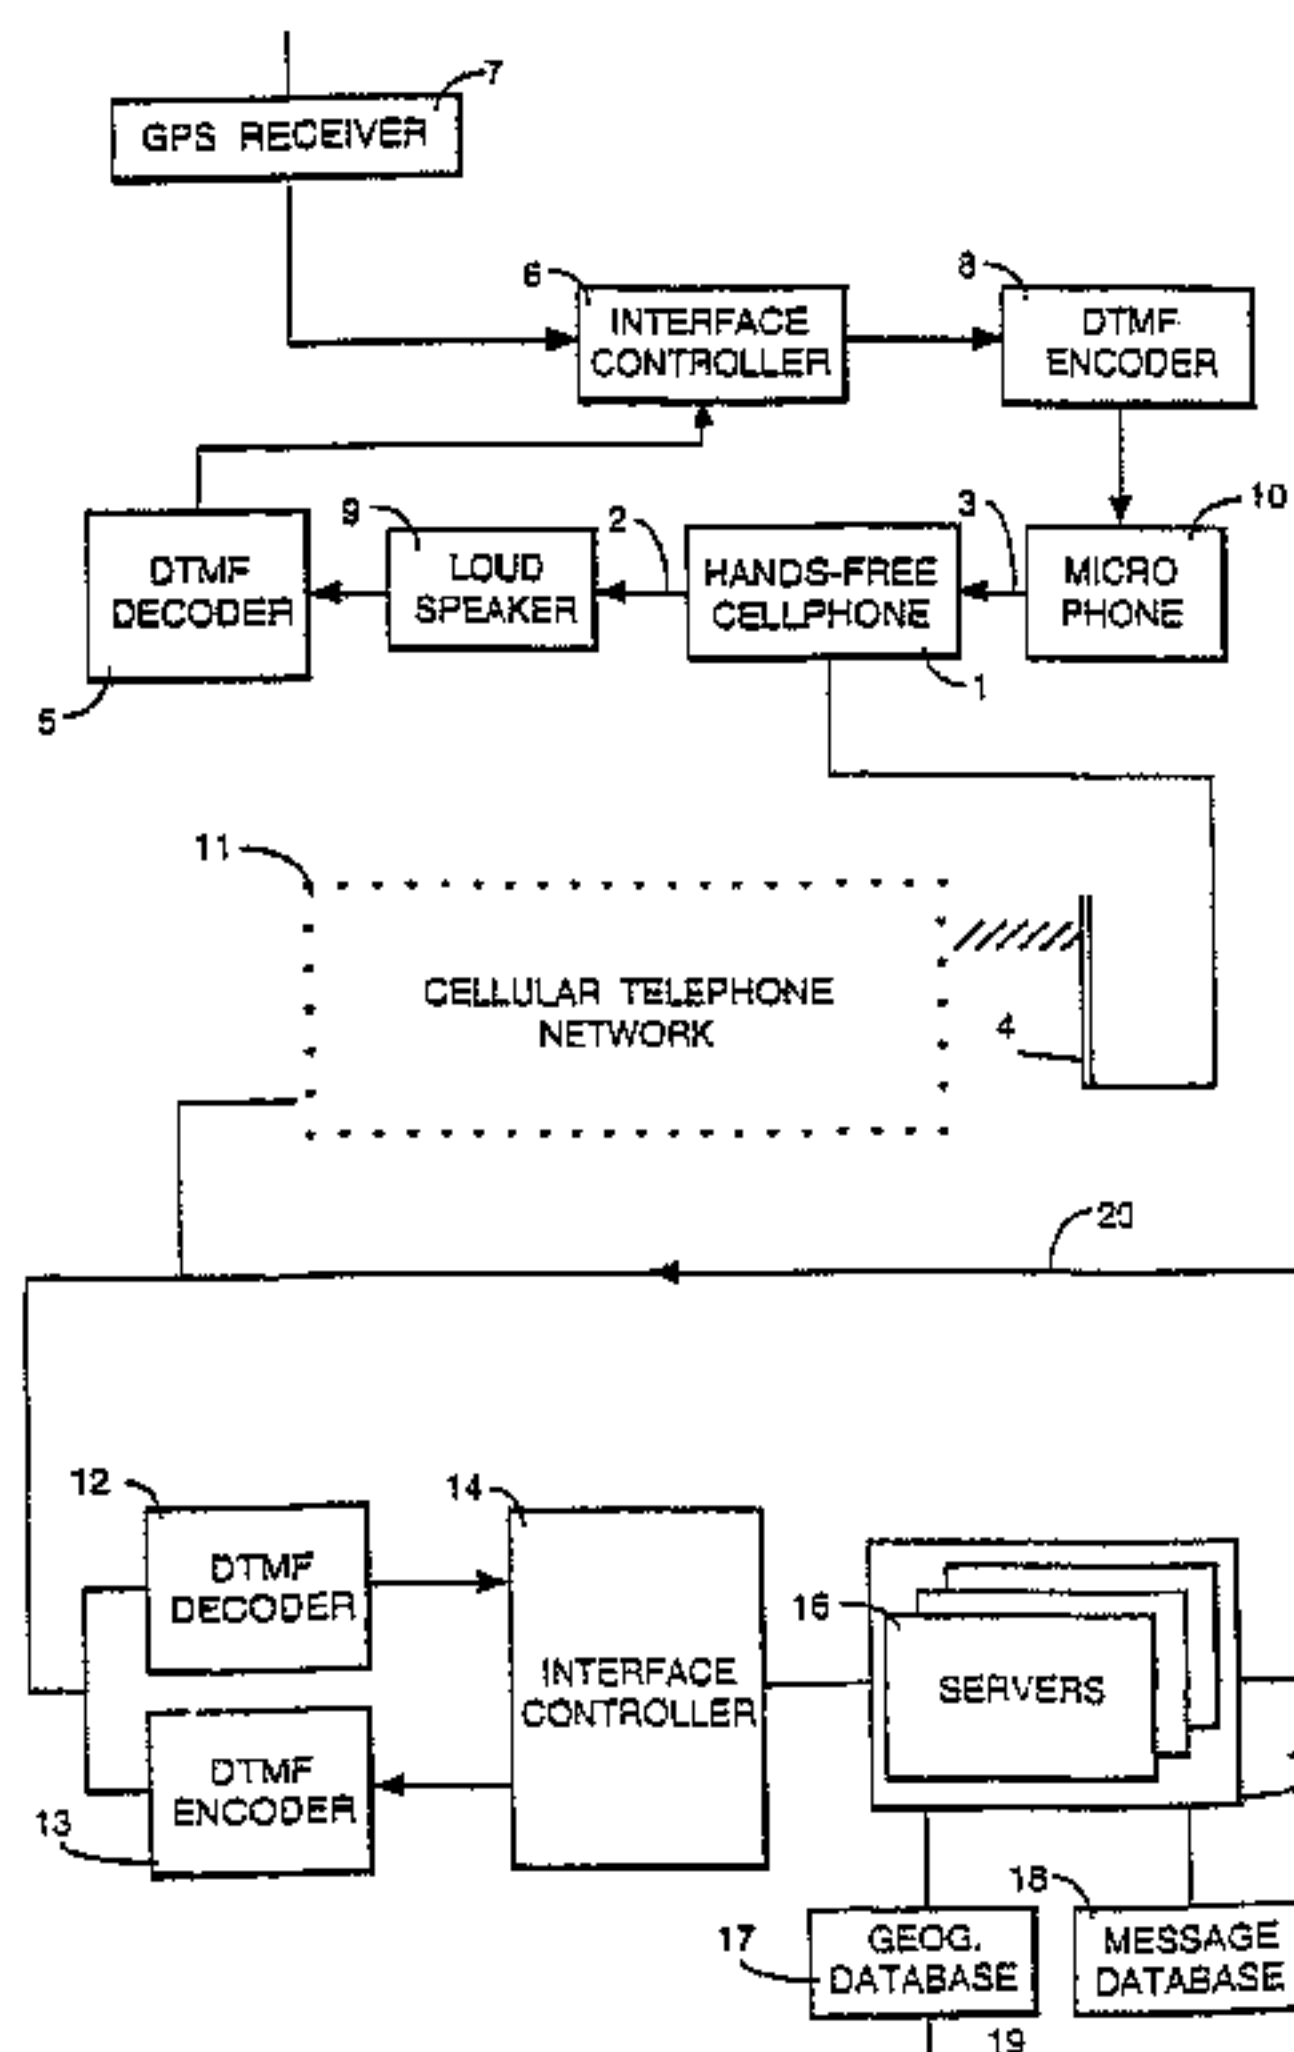 7
GPS RECEIVER
6
INTERFACE
CONTROLLER
8
DTMF
ENCODER
9
2
3
10
DTMF
DECODER
LOUD
SPEAKER
HANDS-FREE
CELLPHONE
MICRO
PHONE
5
1
11
CELLULAR TELEPHONE
NETWORK
4
20
12
14
DTMF
DECODER
16
INTERFACE
CONTROLLER
SERVERS
DTMF
ENCODER
13
18
17
GEOG.
DATABASE
MESSAGE
DATABASE
19